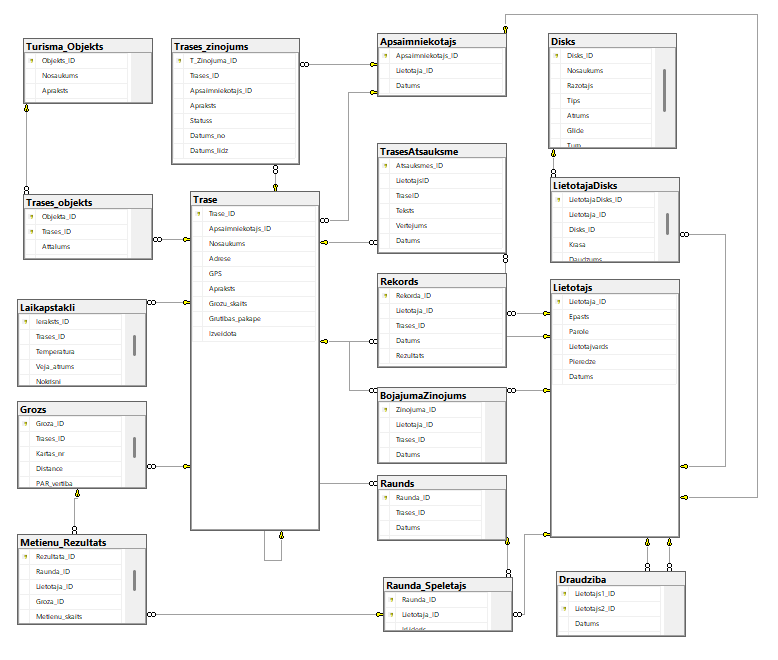 Turisma_Objekts
Objekts_ID
Nosaukums
Apraksts
Trases_zinojums
T_Zinojuma_ID
Trases_ID
Apsaimniekotajs_ID
Apraksts
Statuss
Datums_no
Datums_lidz
Apsaimniekotajs
Apsaimniekotajs_ID
Lietotaja_ID
Datums
Disks
Disks_ID
Nosaukums
Razotajs
Tips
Atrums
Glide
Turn
Trases_objekts
Objekta_ID
Trases_ID
Attalums
Trase
Trase_ID
Apsaimniekotajs_ID
Nosaukums
Adrese
GPS
Apraksts
Grozu_skaits
Grutibas_pakape
Izveidota
TrasesAtsauksme
Atsauksmes_ID
LietotajsID
TrasesID
Teksts
Vertejums
Datums
LietotajaDisks
LietotajaDisks_ID
Lietotaja_ID
Disks_ID
Krasa
Daudzums
Laikapstakli
Ieraksts_ID
Trases_ID
Temperatura
Veja_atrums
Nokrisni
Rekords
Rekorda_ID
Lietotaja_ID
Trases_ID
Datums
Rezultats
Lietotajs
Lietotaja_ID
Epasts
Parole
Lietotajvards
Pieredze
Datums
Grozs
Groza_ID
Trases_ID
Kartas_nr
Distance
PAR_vertiba
BojajumaZinojums
Zinojuma_ID
Lietotaja_ID
Trases_ID
Datums
Raunds
Raunda_ID
Trases_ID
Datums
Metienu_Rezultats
Rezultata_ID
Raunda_ID
Lietotaja_ID
Groza_ID
Metienu_skaits
Raunda_Speletajs
Raunda_ID
Lietotaja_ID
Draudziba
Lietotajs1_ID
Lietotajs2_ID
Datums